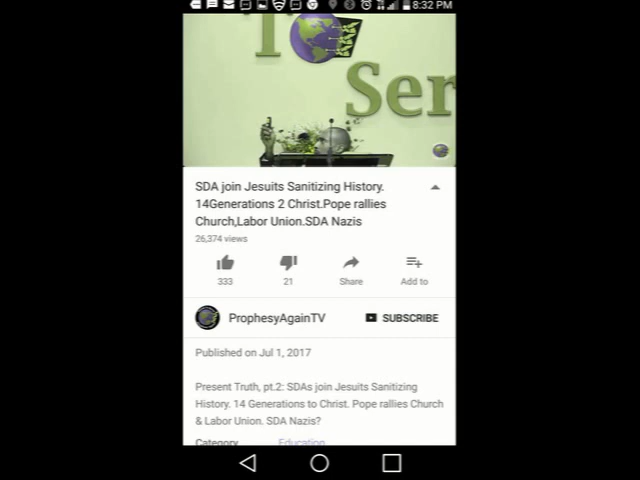 8:32 PM
To
Ser
SDA join Jesuits Sanitizing History.
14Generations 2 Christ.Pope rallies
Church,Labor Union.SDA Nazis
26,374 views
333
21
Share
Add to
ProphesyAgainTV
SUBSCRIBE
Published on Jul 1, 2017
Present Truth, pt.2: SDAs join Jesuits Sanitizing
History. 14 Generations to Christ. Pope rallies Church
& Labor Union. SDA Nazis?
Category Education